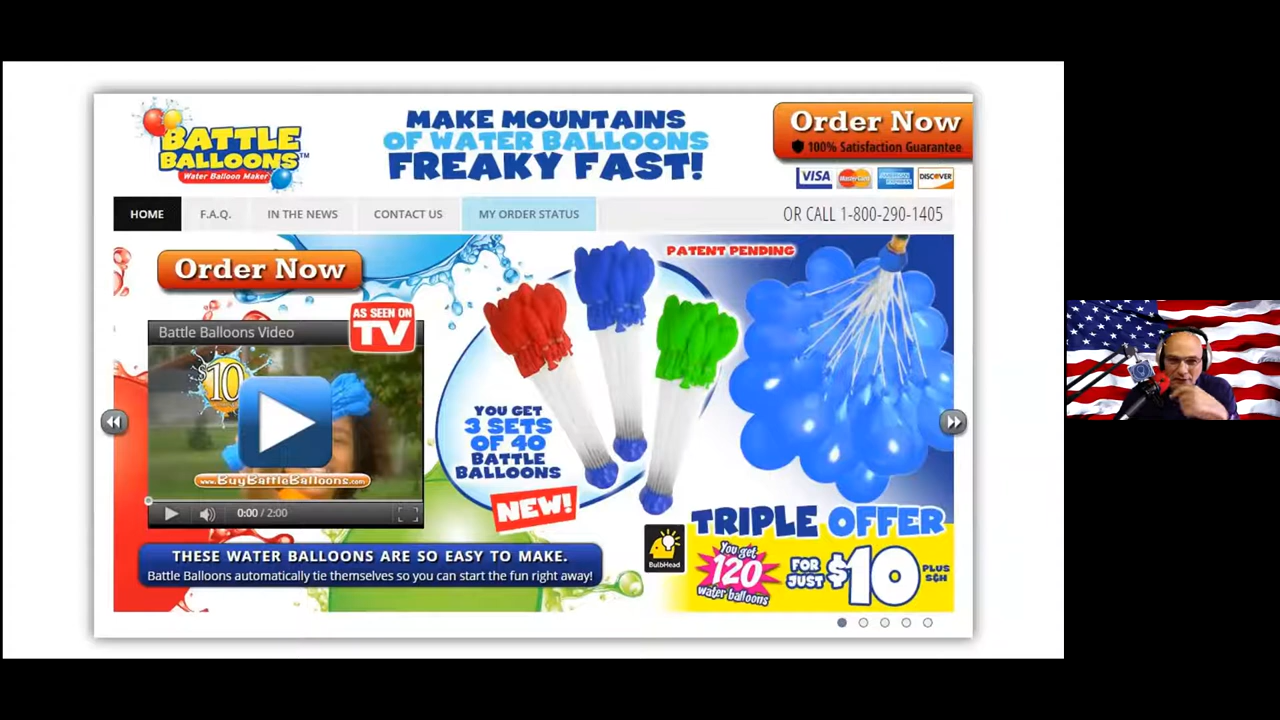 BATTLE
BALLOONS™
Water Balloon Maker
MAKE MOUNTAINS
OF WATER BALLOONS
FREAKY FAST!
Order Now
100% Satisfaction Guarantee
VISA
MasterCard
AMERICAN EXPRESS
DISCOVER
HOME
F.A.Q.
IN THE NEWS
CONTACT US
MY ORDER STATUS
OR CALL 1-800-290-1405
Order Now
AS SEEN ON
TV
Battle Balloons Video
$10
www.BuyBattleBalloons.com
0:00 / 2:00
THESE WATER BALLOONS ARE SO EASY TO MAKE.
Battle Balloons automatically tie themselves so you can start the fun right away!
PATENT PENDING
YOU GET
3 SETS
OF 40
BATTLE
BALLOONS
NEW!
BulbHead
TRIPLE OFFER
You get
120
water balloons
FOR
JUST
$10
PLUS
S&H